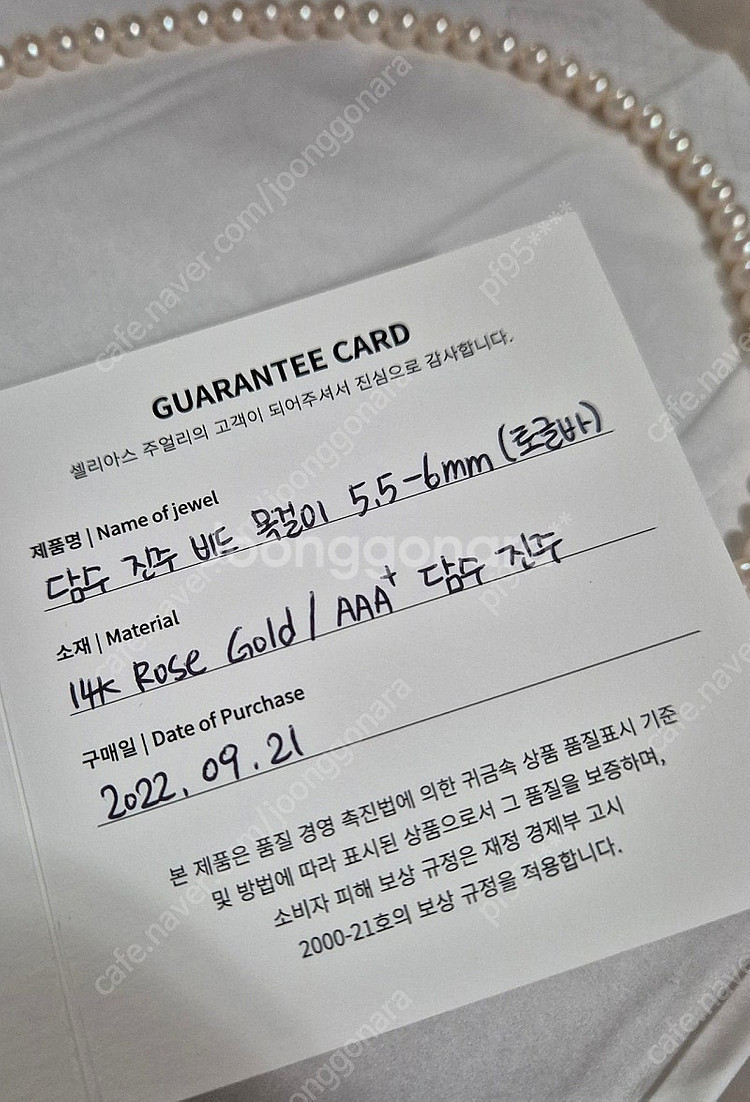 GUARANTEE CARD
셀리아스 주얼리의 고객이 되어주셔서 진심으로 감사합니다.
제품명 | Name of jewel
담수 진주 비드 목걸이 5.5-6mm (토글바)
소재 | Material
14K Rose Gold / AAA+ 담수 진주
구매일 | Date of Purchase
2022. 09. 21
본 제품은 품질 경영 촉진법에 의한 귀금속 상품 품질표시 기준
및 방법에 따라 표시된 상품으로서 그 품질을 보증하며,
소비자 피해 보상 규정은 재정 경제부 고시
2000-21호의 보상 규정을 적용합니다.
cafe.naver.com/joonggonara
pf95****
joonggonara